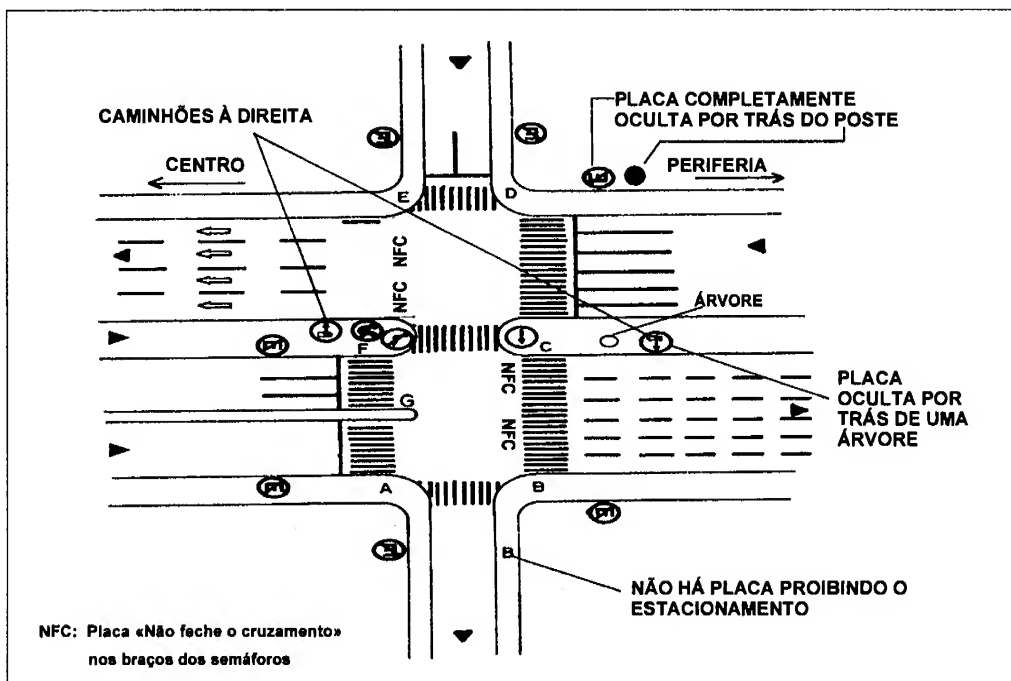 PLACA COMPLETAMENTE
OCULTA POR TRÁS DO POSTE
CAMINHÕES À DIREITA
CENTRO
PERIFERIA
E
D
NFC
NFC
ÁRVORE
F
C
NFC
PLACA
OCULTA POR
TRÁS DE UMA
ÁRVORE
G
NFC
A
B
B
NÃO HÁ PLACA PROIBINDO O
ESTACIONAMENTO
NFC: Placa «Não feche o cruzamento»
nos braços dos semáforos